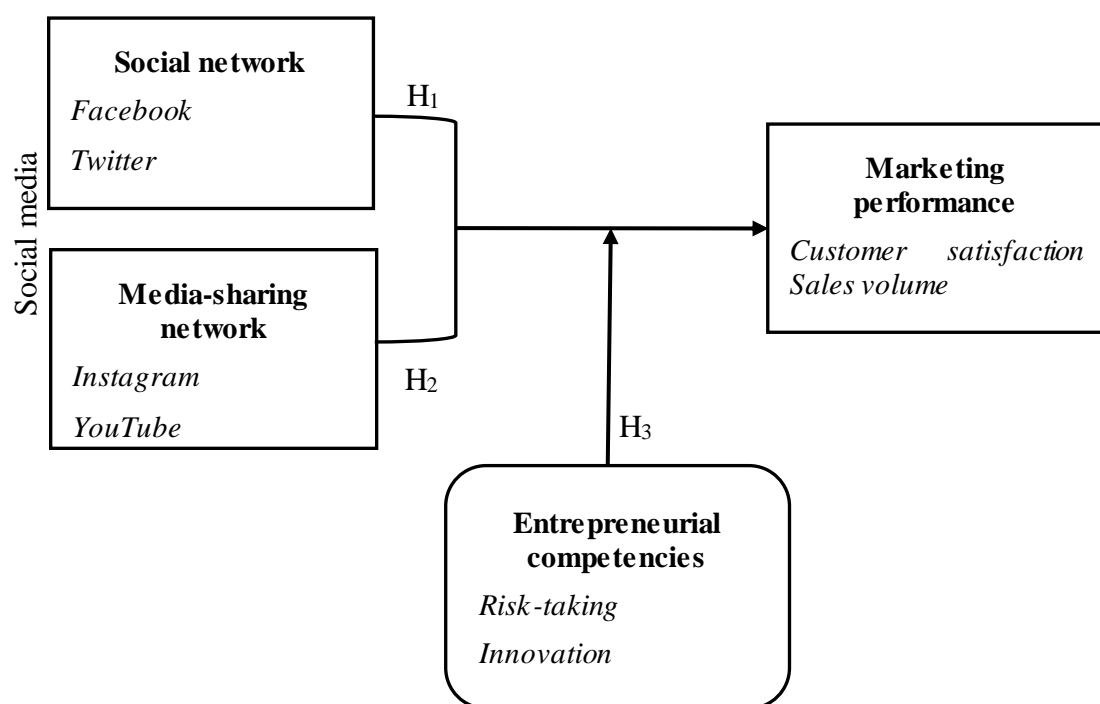 Social media
Social network
Facebook
Twitter
H₁
Media-sharing
network
Instagram
YouTube
H₂
Marketing
performance
Customer satisfaction
Sales volume
H₃
Entrepreneurial
competencies
Risk-taking
Innovation